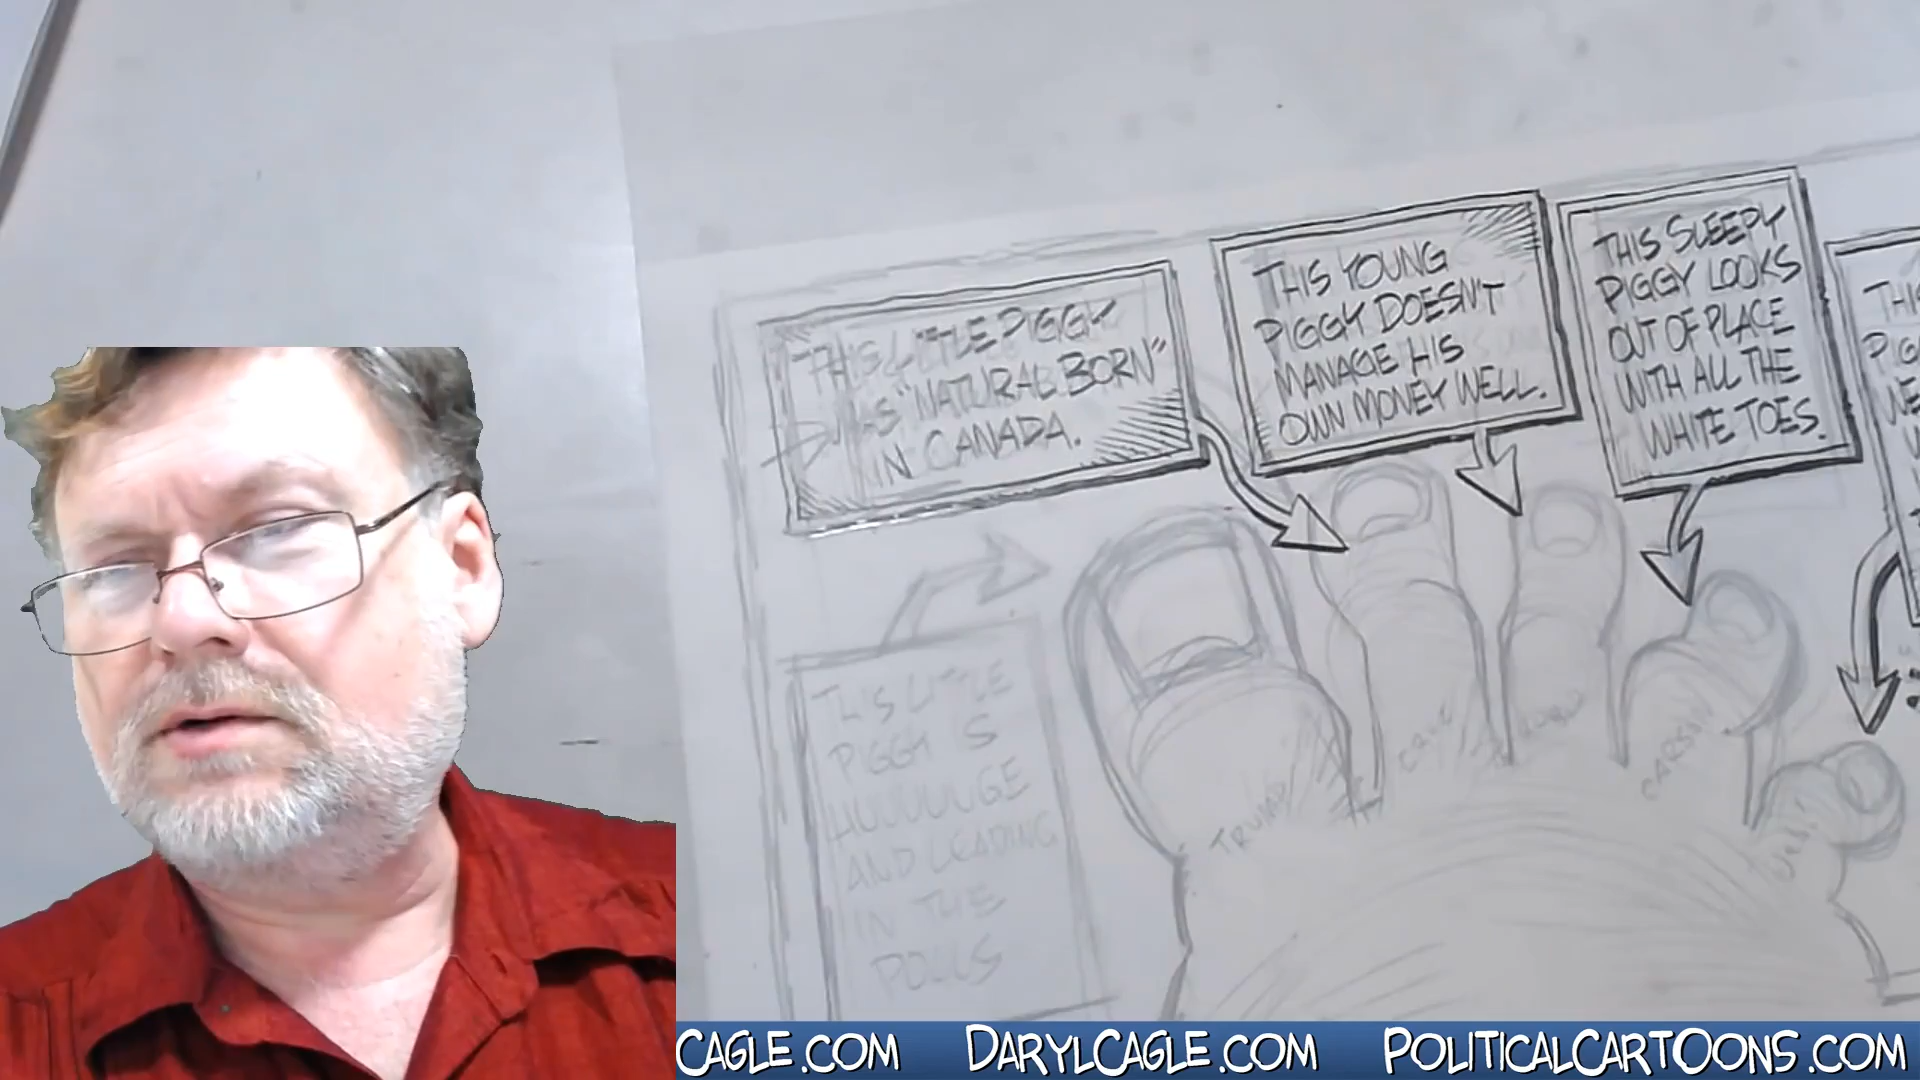 "THIS LITTLE PIGGY
WAS "NATURAL BORN"
IN CANADA.
THIS YOUNG
PIGGY DOESN'T
MANAGE HIS
OWN MONEY WELL.
THIS SLEEPY
PIGGY LOOKS
OUT OF PLACE
WITH ALL THE
WHITE TOES.
THIS LITTLE
PIGGY IS
HUUUUUGE
AND LEADING
IN THE
POLLS
TRUMP
CRUZ
CARSON
CAGLE.COM DARYLCAGLE.COM POLITICALCARTOONS.COM